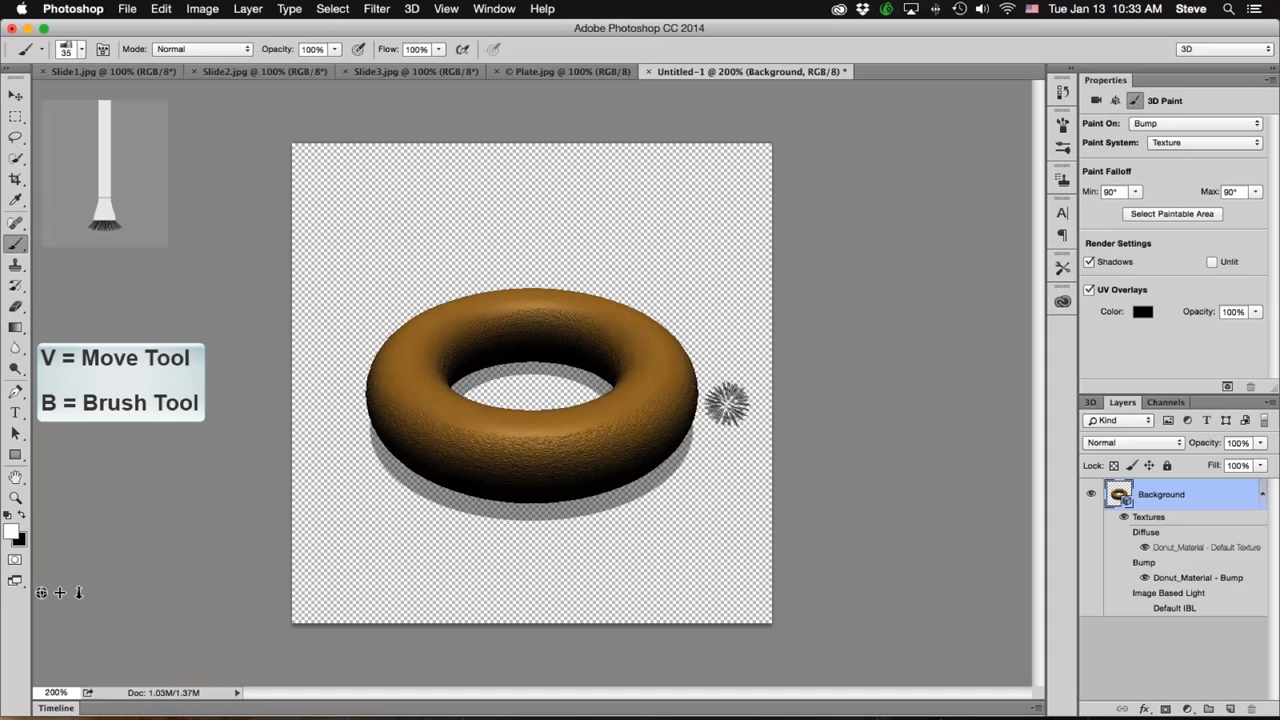 Photoshop File Edit Image Layer Type Select Filter 3D View Window Help Tue Jan 13 10:33 AM Steve
Adobe Photoshop CC 2014
35 Mode: Normal Opacity: 100% Flow: 100% 3D
Slide1.jpg @ 100% (RGB/8*) Slide2.jpg @ 100% (RGB/8*) Slide3.jpg @ 100% (RGB/8*) © Plate.jpg @ 100% (RGB/8) Untitled-1 @ 200% (Background, RGB/8) *
Properties
3D Paint
Paint On: Bump
Paint System: Texture
Paint Falloff
Min: 90° Max: 90°
Select Paintable Area
Render Settings
Shadows Unlit
UV Overlays
Color: Opacity: 100%
V = Move Tool
B = Brush Tool
3D Layers Channels
Kind
Normal Opacity: 100%
Lock: Fill: 100%
Background
Textures
Diffuse
Donut_Material - Default Texture
Bump
Donut_Material - Bump
Image Based Light
Default IBL
200% Doc: 1.03M/1.37M
Timeline